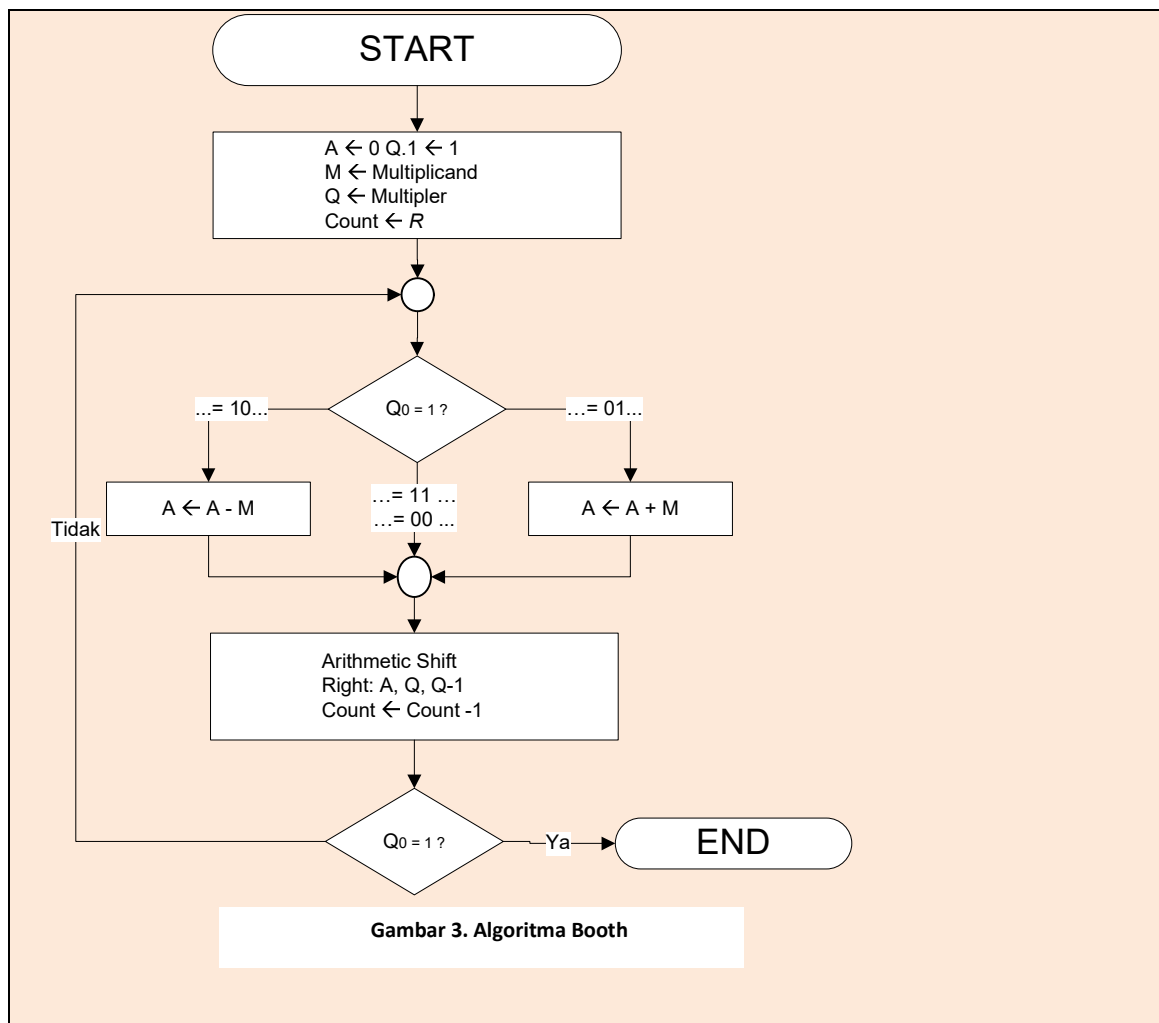 START
A ← 0 Q.1 ← 1
M ← Multiplicand
Q ← Multipler
Count ← R
Q0 = 1 ?
...= 10...
…= 01...
A ← A - M
…= 11 …
…= 00 ...
A ← A + M
Tidak
Arithmetic Shift
Right: A, Q, Q-1
Count ← Count -1
Q0 = 1 ?
Ya
END
Gambar 3. Algoritma Booth